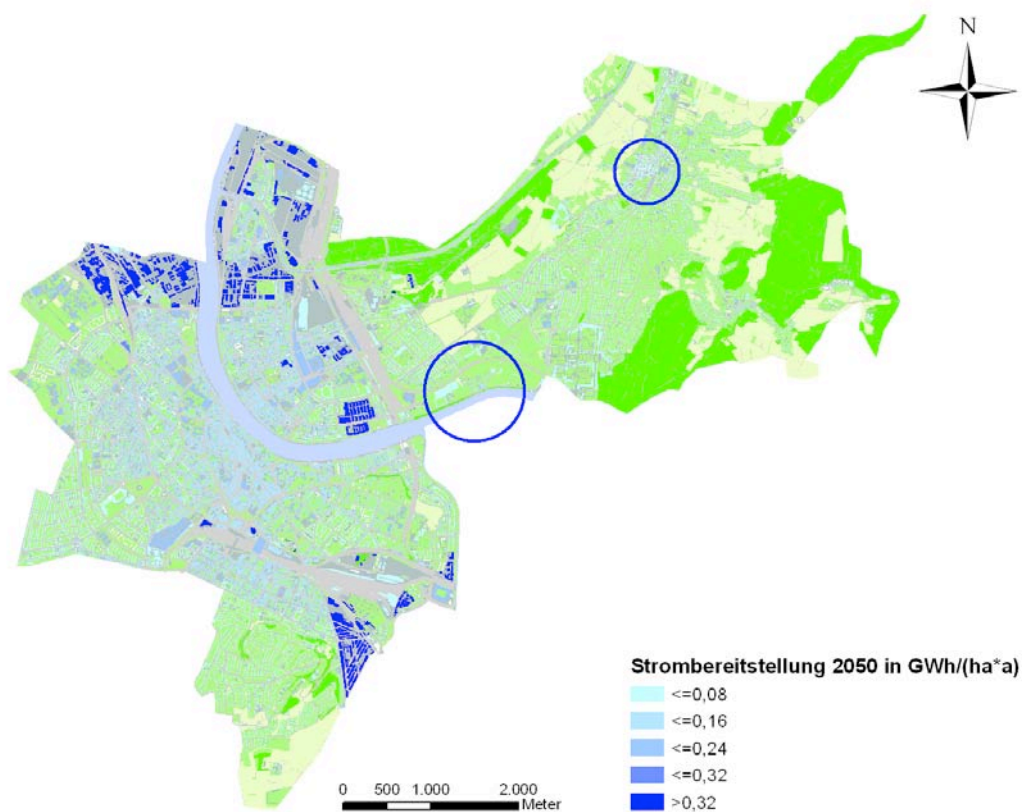 N
Strombereitstellung 2050 in GWh/(ha*a)
<=0,08
<=0,16
<=0,24
<=0,32
>0,32
0 500 1.000 2.000
Meter